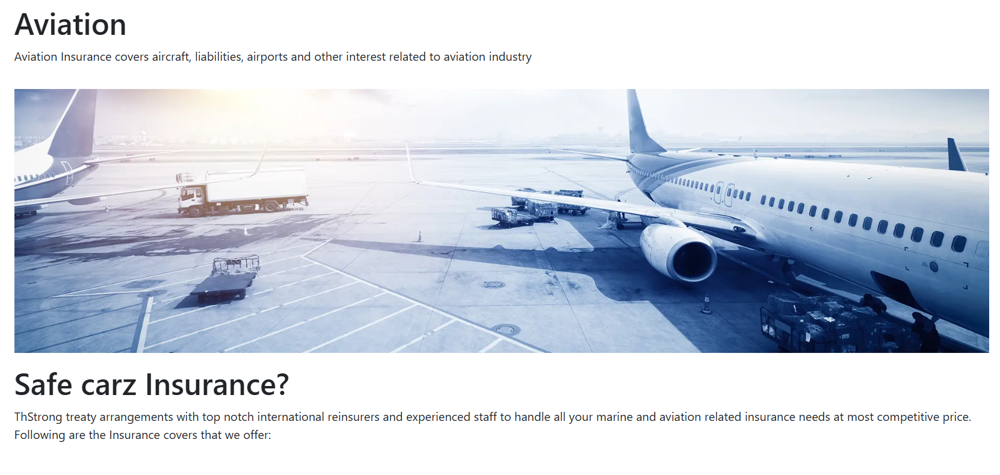 Aviation
Aviation Insurance covers aircraft, liabilities, airports and other interest related to aviation industry
Safe carz Insurance?
ThStrong treaty arrangements with top notch international reinsurers and experienced staff to handle all your marine and aviation related insurance needs at most competitive price.
Following are the Insurance covers that we offer: